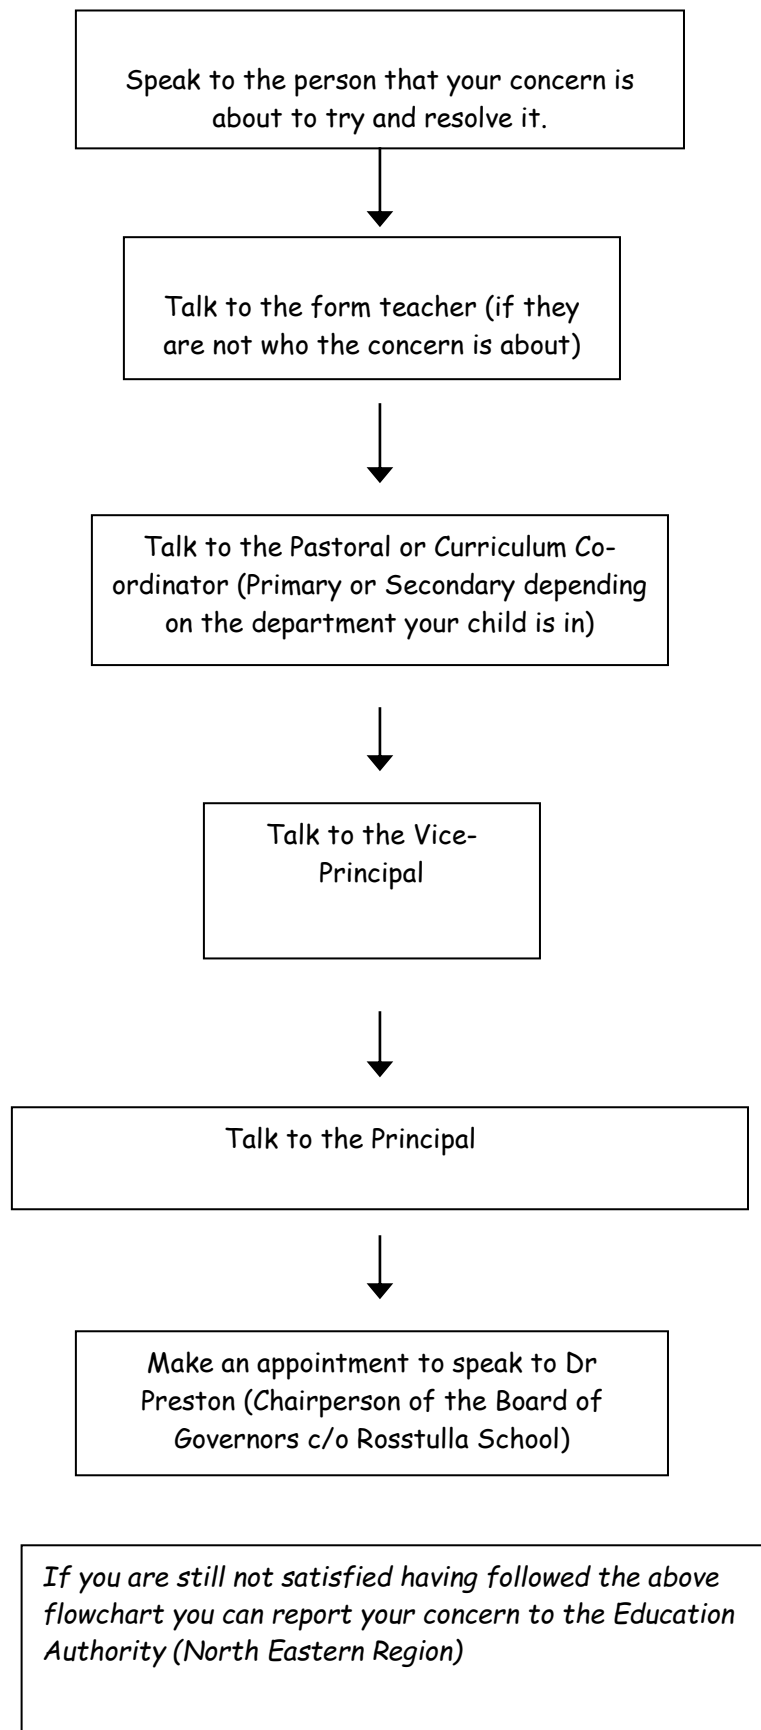 Speak to the person that your concern is
about to try and resolve it.
Talk to the form teacher (if they
are not who the concern is about)
Talk to the Pastoral or Curriculum Co-
ordinator (Primary or Secondary depending
on the department your child is in)
Talk to the Vice-
Principal
Talk to the Principal
Make an appointment to speak to Dr
Preston (Chairperson of the Board of
Governors c/o Rosstulla School)
If you are still not satisfied having followed the above
flowchart you can report your concern to the Education
Authority (North Eastern Region)